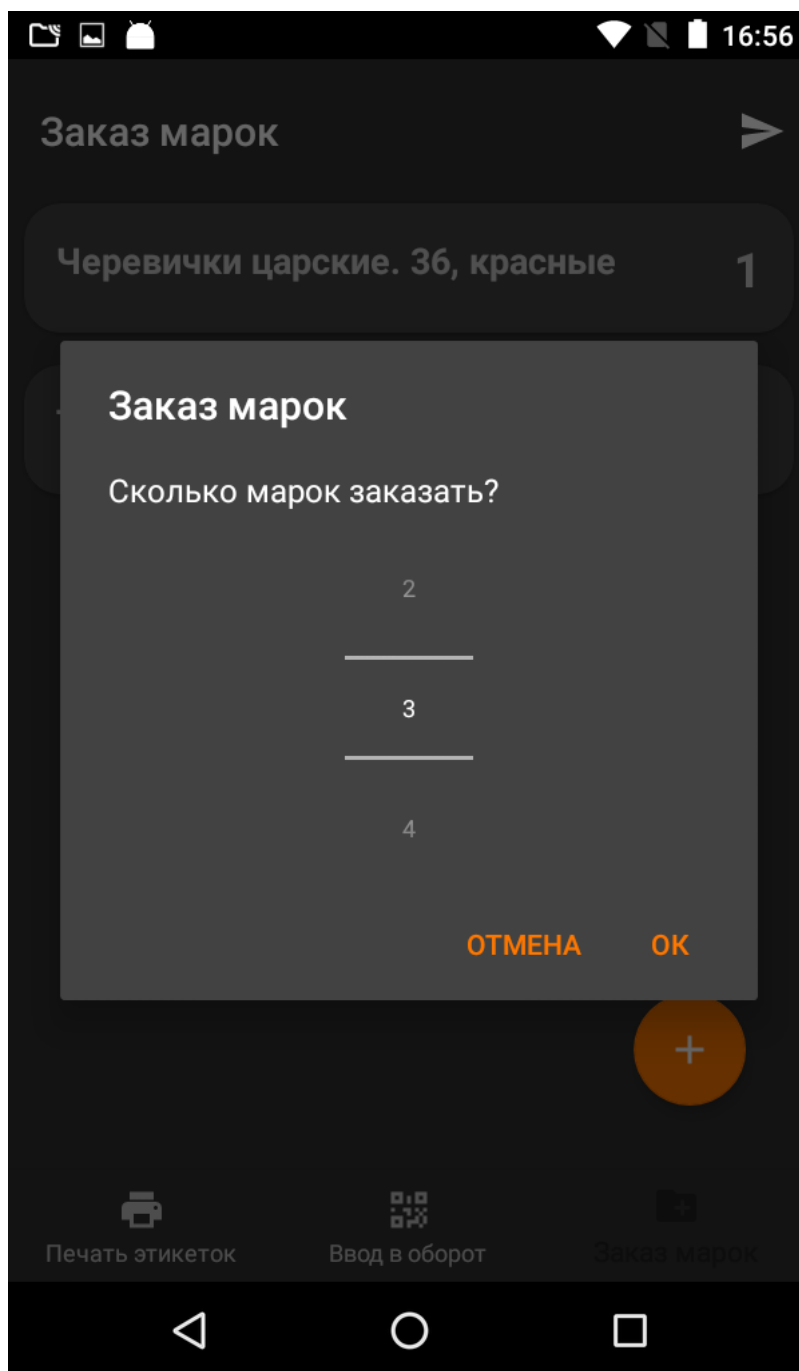 16:56
Заказ марок
Черевички царские. 36, красные
1
Заказ марок
Сколько марок заказать?
2
3
4
ОТМЕНА ОК
Печать этикеток Ввод в оборот Заказ марок